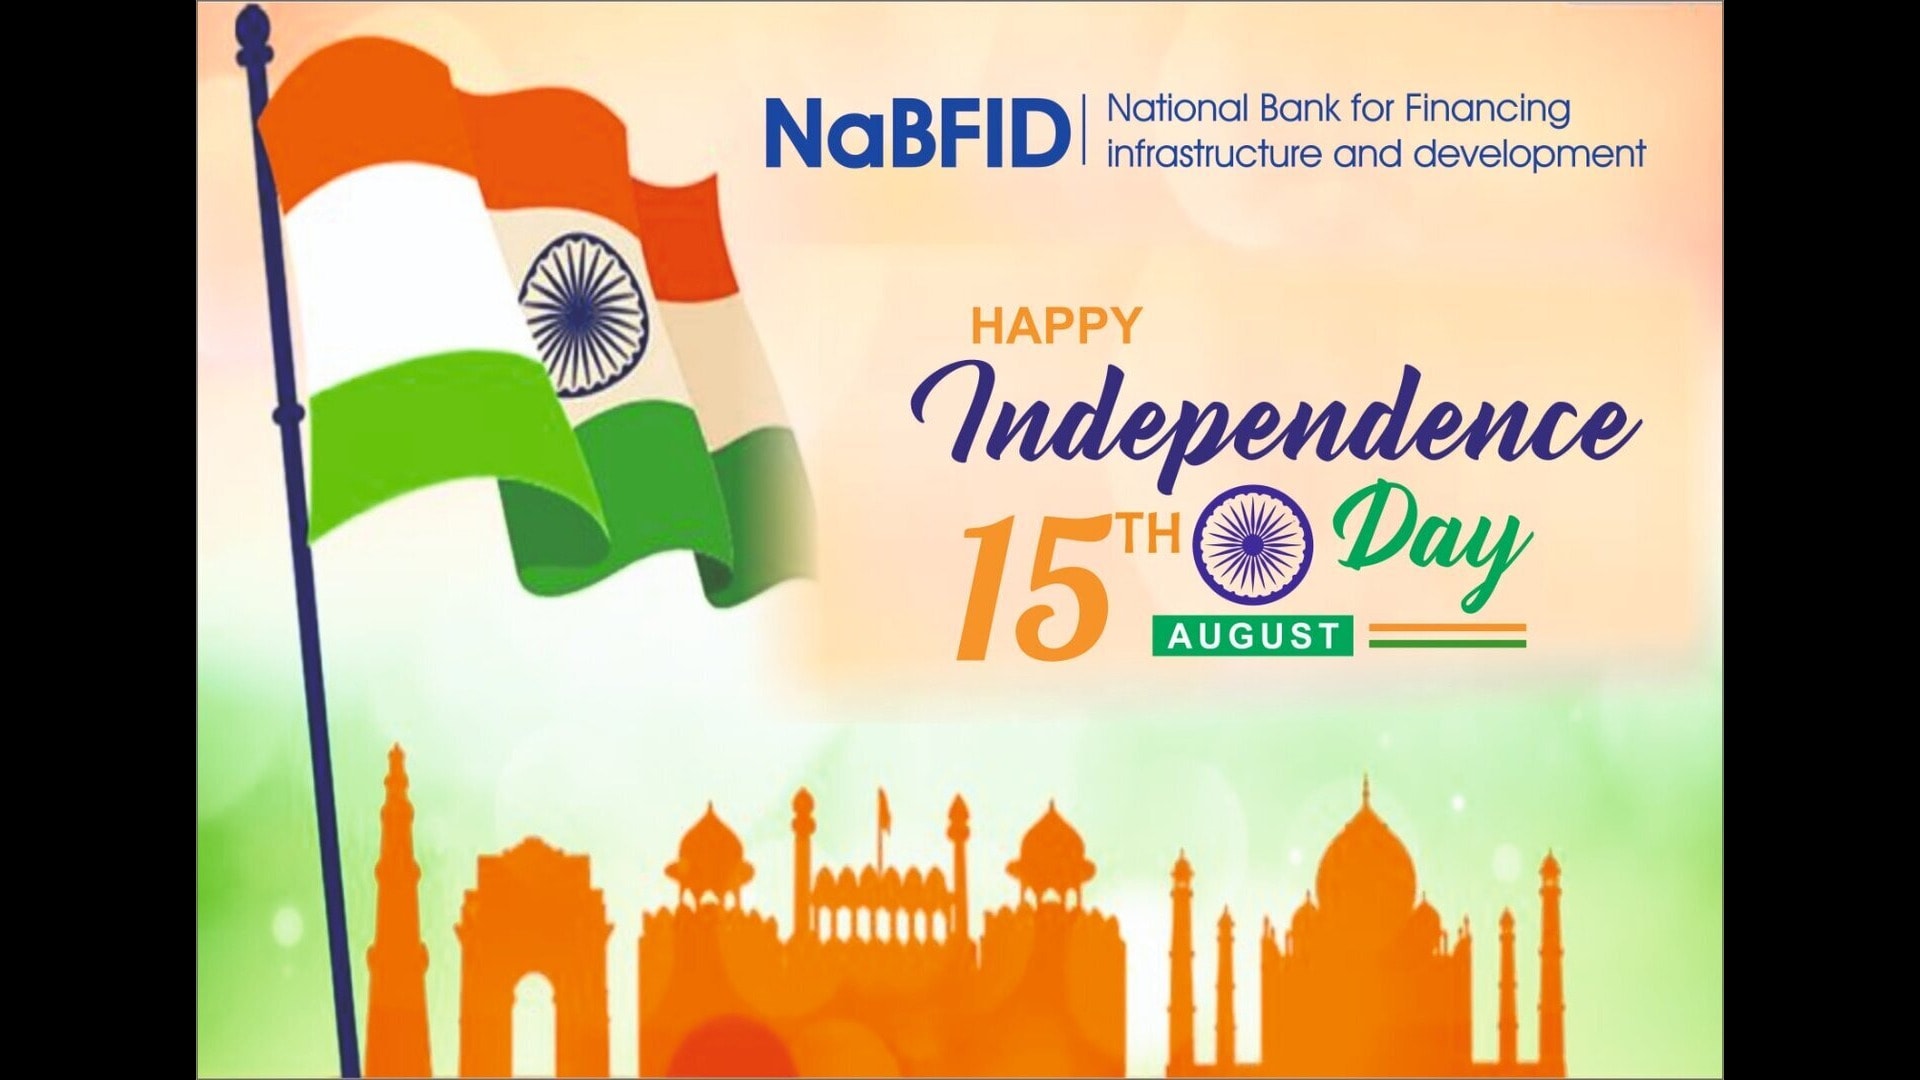 NaBFID
National Bank for Financing
infrastructure and development
HAPPY
Independence
15TH Day
AUGUST